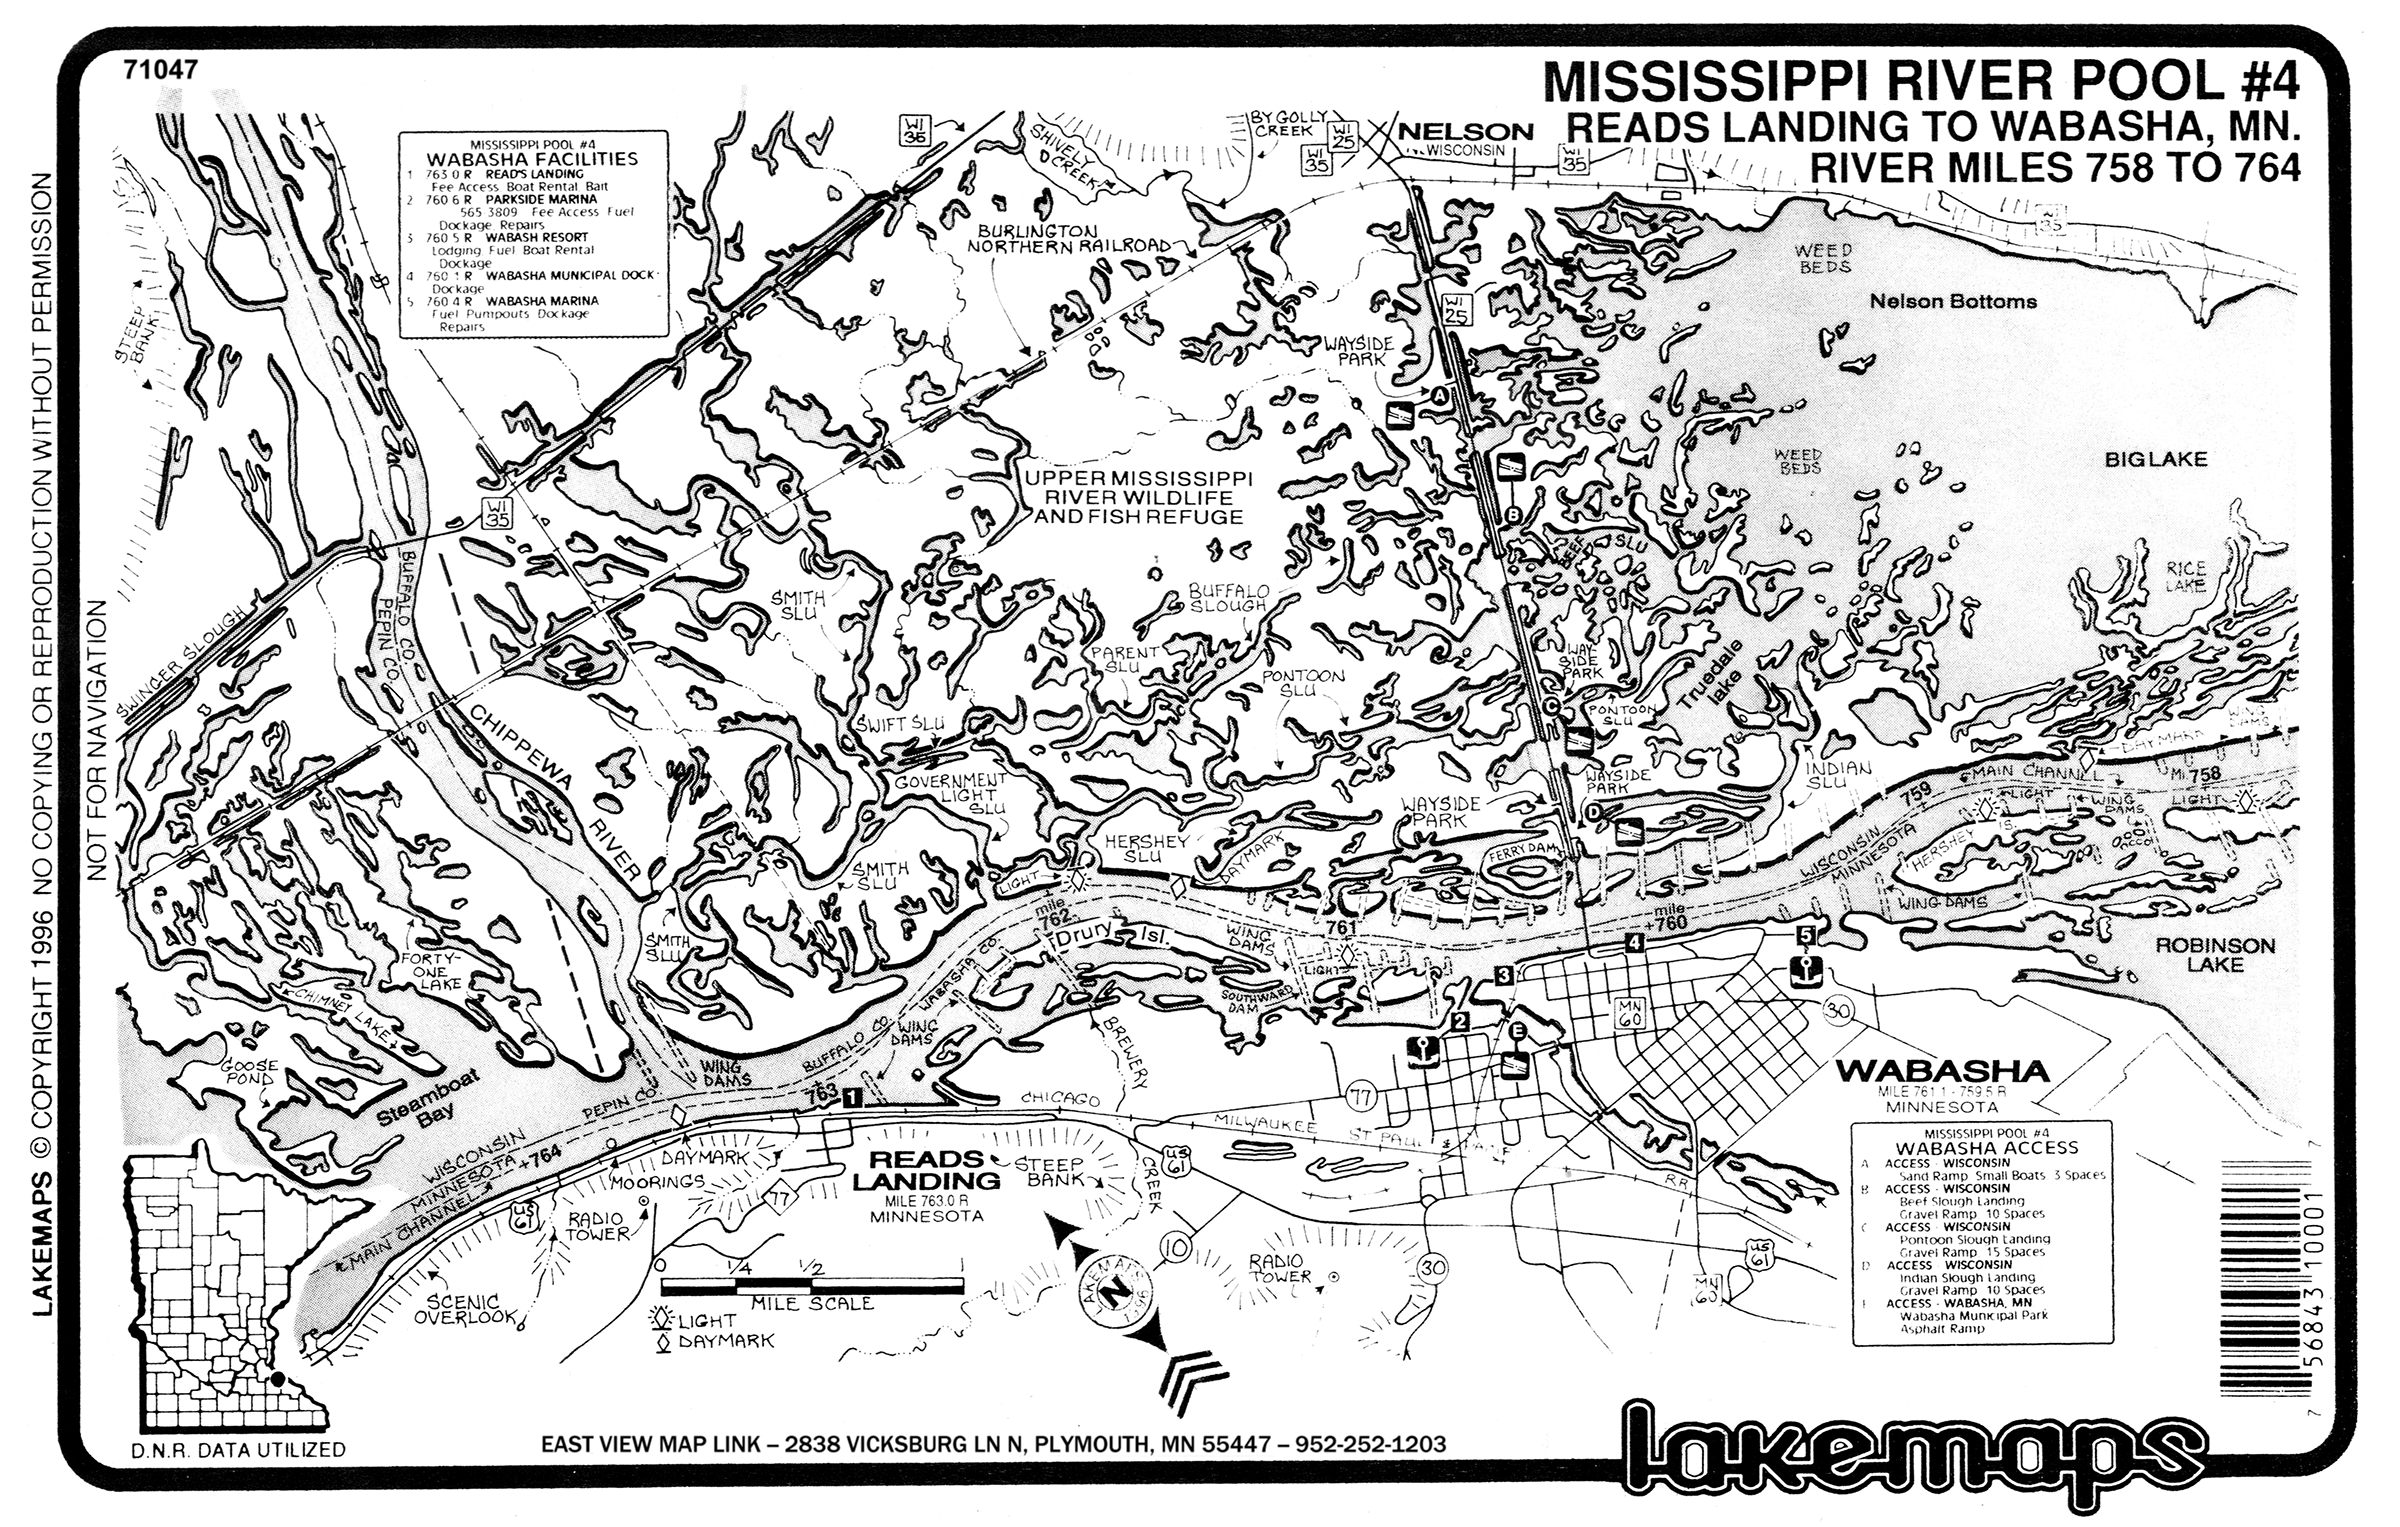 71047
MISSISSIPPI RIVER POOL #4
READS LANDING TO WABASHA, MN.
RIVER MILES 758 TO 764
MISSISSIPPI POOL #4
WABASHA FACILITIES
1 763 0 R READ'S LANDING
Fee Access Boat Rental Bait
2 760 6 R PARKSIDE MARINA
565 3809 Fee Access Fuel
Dockage Repairs
3 760 5 R WABASH RESORT
Lodging Fuel Boat Rental
Dockage
4 760 1 R WABASHA MUNICIPAL DOCK
Dockage
5 760 4 R WABASHA MARINA
Fuel Pumpouts Dockage
Repairs
LAKEMAPS © COPYRIGHT 1996 NO COPYING OR REPRODUCTION WITHOUT PERMISSION
NOT FOR NAVIGATION
STEEP
BANK
WI
35
SHIVELY
CREEK
BY GOLLY
CREEK
WI
25
WI
35
NELSON
WISCONSIN
WI
35
35
BURLINGTON
NORTHERN RAILROAD
WEED
BEDS
Nelson Bottoms
WI
25
WAYSIDE
PARK
A
WEED
BEDS
BIG LAKE
B
UPPER MISSISSIPPI
RIVER WILDLIFE
AND FISH REFUGE
WI
35
BEEF SLU
RICE
LAKE
BUFFALO CO.
PEPIN CO.
SMITH
SLU
BUFFALO
SLOUGH
SWINGER SLOUGH
PARENT
SLU
PONTOON
SLU
WAY-
SIDE
PARK
C
PONTOON
SLU
Truedale
lake
CHIPPEWA
RIVER
SWIFT SLU
GOVERNMENT
LIGHT
SLU
WING
DAMS
DAYMARK
WAYSIDE
PARK
INDIAN
SLU
MAIN CHANNEL
MI. 758
WAYSIDE
PARK
D
759
LIGHT
WING
DAMS
LIGHT
HERSHEY
SLU
DAYMARK
FERRY DAM
WISCONSIN
MINNESOTA
HERSHEY IS.
SMITH
SLU
LIGHT
mile
762
WING DAMS
mile
+760
761
Drury Isl.
WING
DAMS
LIGHT
4
5
SMITH
SLU
FORTY-
ONE
LAKE
WABASHA CO.
ROBINSON
LAKE
CHIMNEY LAKE
3
SOUTHWARD
DAM
2
E
MN
60
30
WING
DAMS
BREWERY
CREEK
BUFFALO CO.
GOOSE
POND
WING
DAMS
WABASHA
MILE 761 1 - 759 5 R
MINNESOTA
Steamboat
Bay
PEPIN CO.
763
1
CHICAGO
MILWAUKEE ST PAUL
77
R.R.
WISCONSIN
MINNESOTA
+764
MAIN CHANNEL
DAYMARK
MOORINGS
77
READS
LANDING
MILE 763.0 R
MINNESOTA
STEEP
BANK
US
61
US
61
RADIO
TOWER
10
RADIO
TOWER
30
US
61
MN
60
SCENIC
OVERLOOK
0 1/4 1/2 1
MILE SCALE
LIGHT
DAYMARK
LAKEMAPS
N
MISSISSIPPI POOL #4
WABASHA ACCESS
A ACCESS - WISCONSIN
Sand Ramp Small Boats 3 Spaces
B ACCESS - WISCONSIN
Beef Slough Landing
Gravel Ramp 10 Spaces
C ACCESS - WISCONSIN
Pontoon Slough Landing
Gravel Ramp 15 Spaces
D ACCESS - WISCONSIN
Indian Slough Landing
Gravel Ramp 10 Spaces
E ACCESS - WABASHA, MN
Wabasha Municipal Park
Asphalt Ramp
7 56843 10001 7
D.N.R. DATA UTILIZED
EAST VIEW MAP LINK – 2838 VICKSBURG LN N, PLYMOUTH, MN 55447 – 952-252-1203
lakemaps